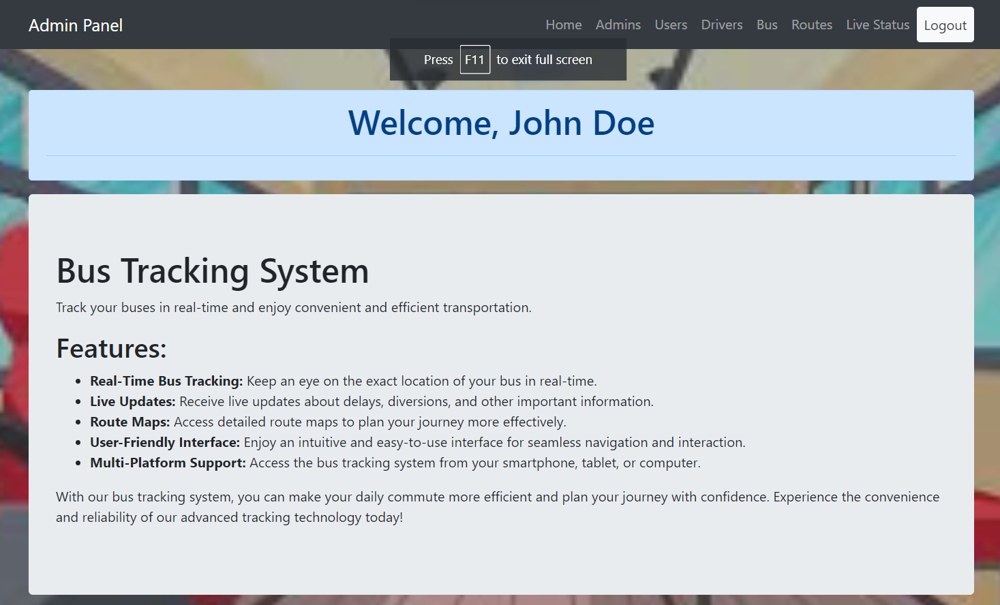 Admin Panel
Home Admins Users Drivers Bus Routes Live Status Logout
Press F11 to exit full screen
Welcome, John Doe
Bus Tracking System
Track your buses in real-time and enjoy convenient and efficient transportation.
Features:
• Real-Time Bus Tracking: Keep an eye on the exact location of your bus in real-time.
• Live Updates: Receive live updates about delays, diversions, and other important information.
• Route Maps: Access detailed route maps to plan your journey more effectively.
• User-Friendly Interface: Enjoy an intuitive and easy-to-use interface for seamless navigation and interaction.
• Multi-Platform Support: Access the bus tracking system from your smartphone, tablet, or computer.
With our bus tracking system, you can make your daily commute more efficient and plan your journey with confidence. Experience the convenience
and reliability of our advanced tracking technology today!